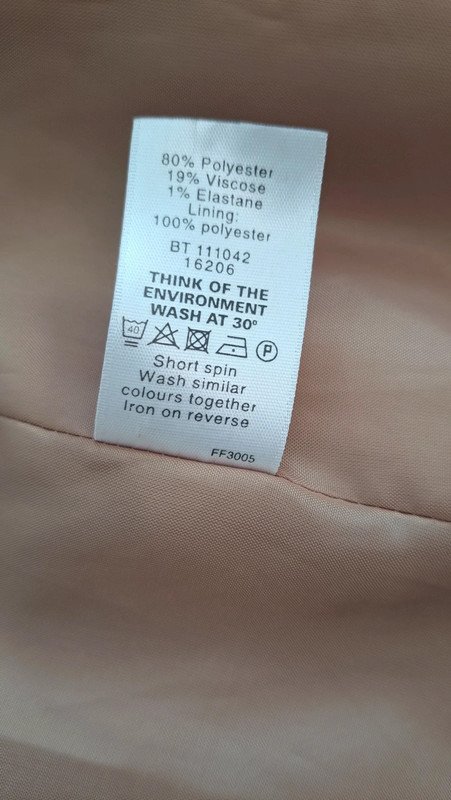 80% Polyester
19% Viscose
1% Elastane
Lining:
100% polyester
BT 111042
16206
THINK OF THE
ENVIRONMENT
WASH AT 30º
40 P
Short spin
Wash similar
colours together
Iron on reverse
FF3005